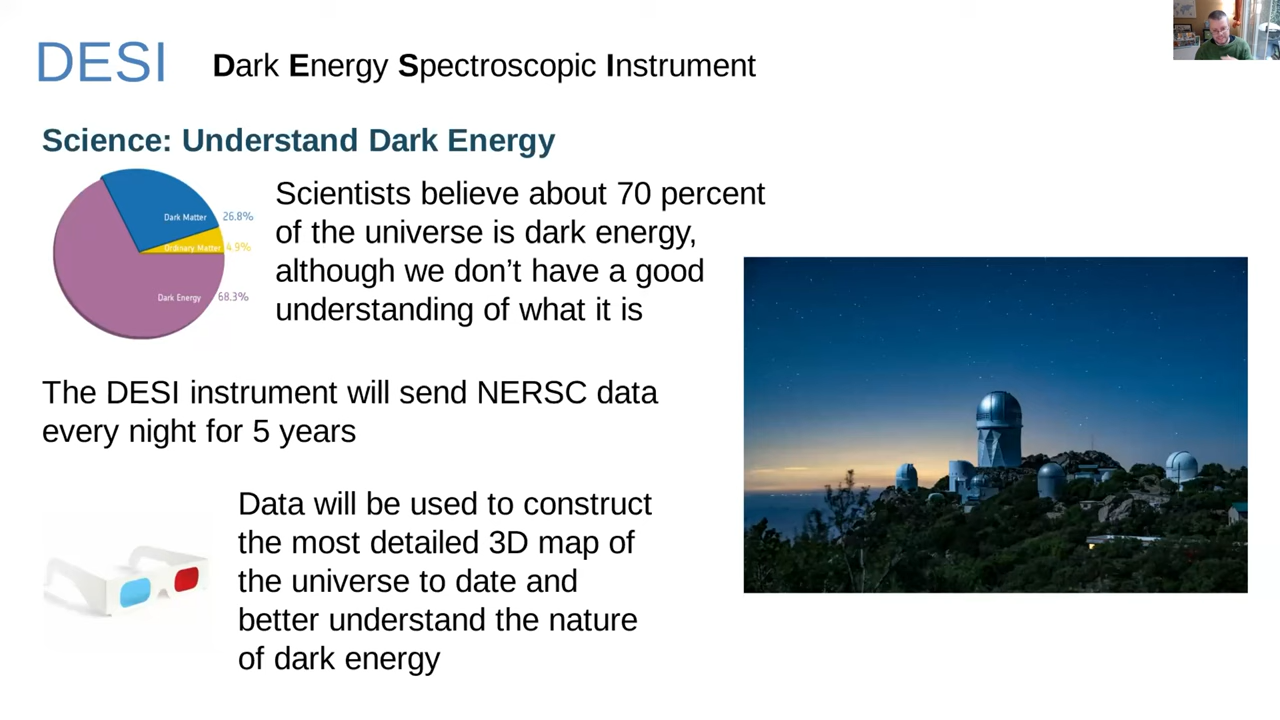 DESI
Dark Energy Spectroscopic Instrument
Science: Understand Dark Energy
Dark Matter 26.8%
Ordinary Matter 4.9%
Dark Energy 68.3%
Scientists believe about 70 percent
of the universe is dark energy,
although we don’t have a good
understanding of what it is
The DESI instrument will send NERSC data
every night for 5 years
Data will be used to construct
the most detailed 3D map of
the universe to date and
better understand the nature
of dark energy